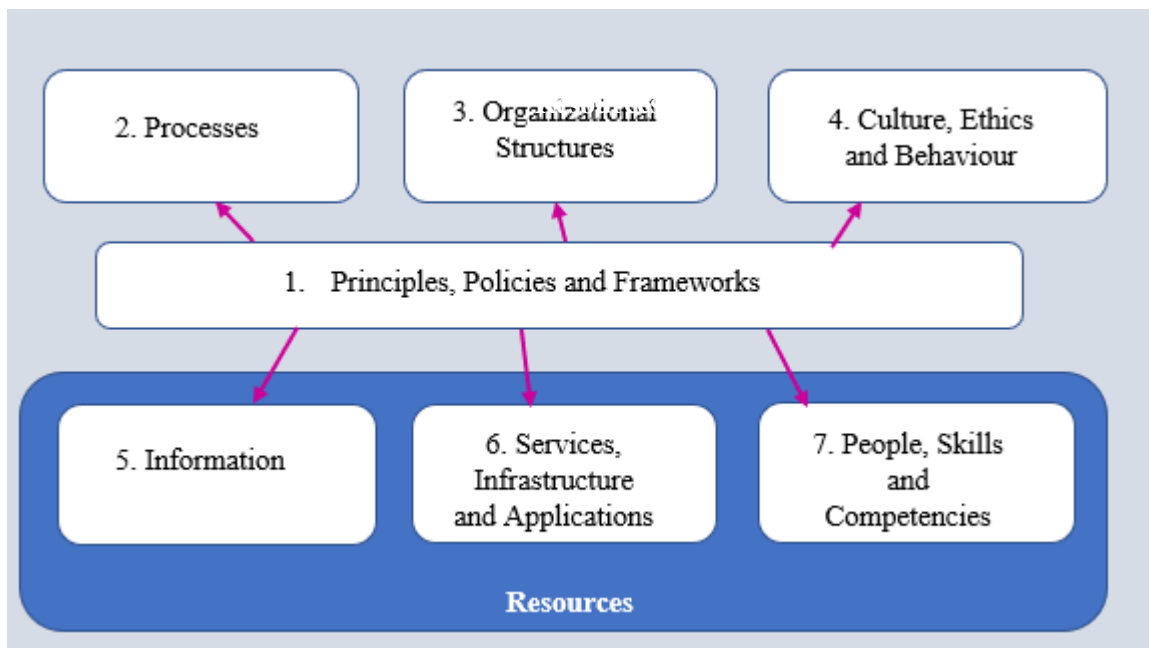 2. Processes
3. Organizational
Structures
4. Culture, Ethics
and Behaviour
1. Principles, Policies and Frameworks
5. Information
6. Services,
Infrastructure
and Applications
7. People, Skills
and
Competencies
Resources